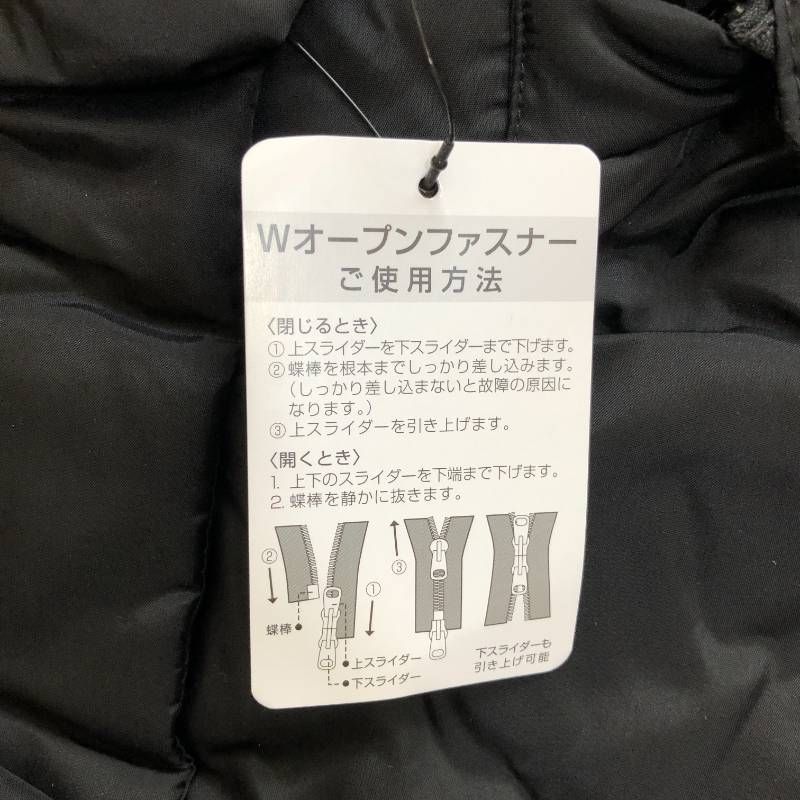 Wオープンファスナー
ご使用方法
〈閉じるとき〉
①上スライダーを下スライダーまで下げます。
②蝶棒を根本までしっかり差し込みます。
(しっかり差し込まないと故障の原因に
なります。)
③上スライダーを引き上げます。
〈開くとき〉
1. 上下のスライダーを下端まで下げます。
2. 蝶棒を静かに抜きます。
②
①
③
蝶棒
上スライダー
下スライダー
下スライダーも
引き上げ可能